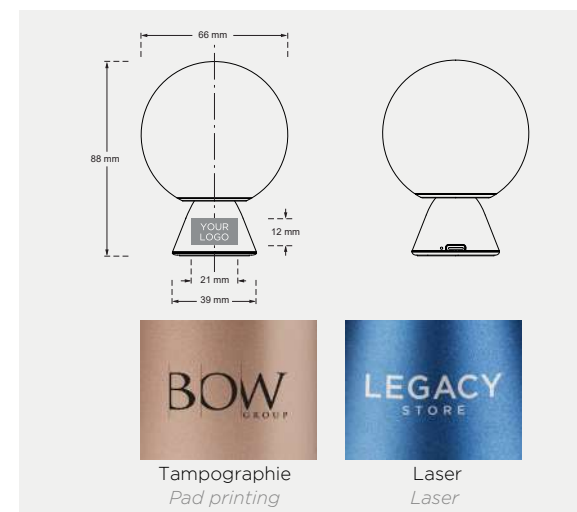 66 mm
88 mm
YOUR
LOGO
12 mm
21 mm
39 mm
BOW
GROUP
LEGACY
STORE
Tampographie
Pad printing
Laser
Laser